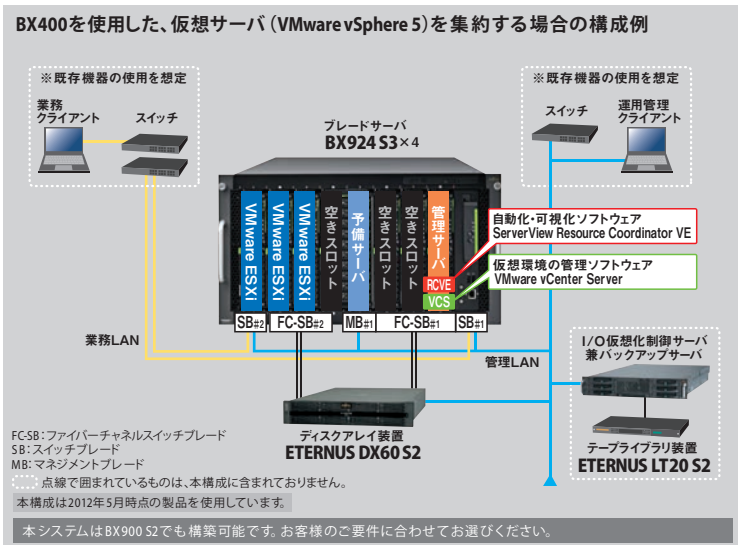 BX400を使用した、仮想サーバ（VMware vSphere 5）を集約する場合の構成例
※既存機器の使用を想定
業務
クライアント
スイッチ
ブレードサーバ
BX924 S3×4
※既存機器の使用を想定
スイッチ
運用管理
クライアント
VMware ESXi
VMware ESXi
VMware ESXi
空きスロット
予備サーバ
空きスロット
空きスロット
管理サーバ
RCVE
VCS
自動化・可視化ソフトウェア
ServerView Resource Coordinator VE
仮想環境の管理ソフトウェア
VMware vCenter Server
SB#2
FC-SB#2
MB#1
FC-SB#1
SB#1
業務LAN
管理LAN
I/O仮想化制御サーバ
兼バックアップサーバ
ディスクアレイ装置
ETERNUS DX60 S2
テープライブラリ装置
ETERNUS LT20 S2
FC-SB：ファイバーチャネルスイッチブレード
SB：スイッチブレード
MB：マネジメントブレード
点線で囲まれているものは、本構成に含まれておりません。
本構成は2012年5月時点の製品を使用しています。
本システムはBX900 S2でも構築可能です。お客様のご要件に合わせてお選びください。